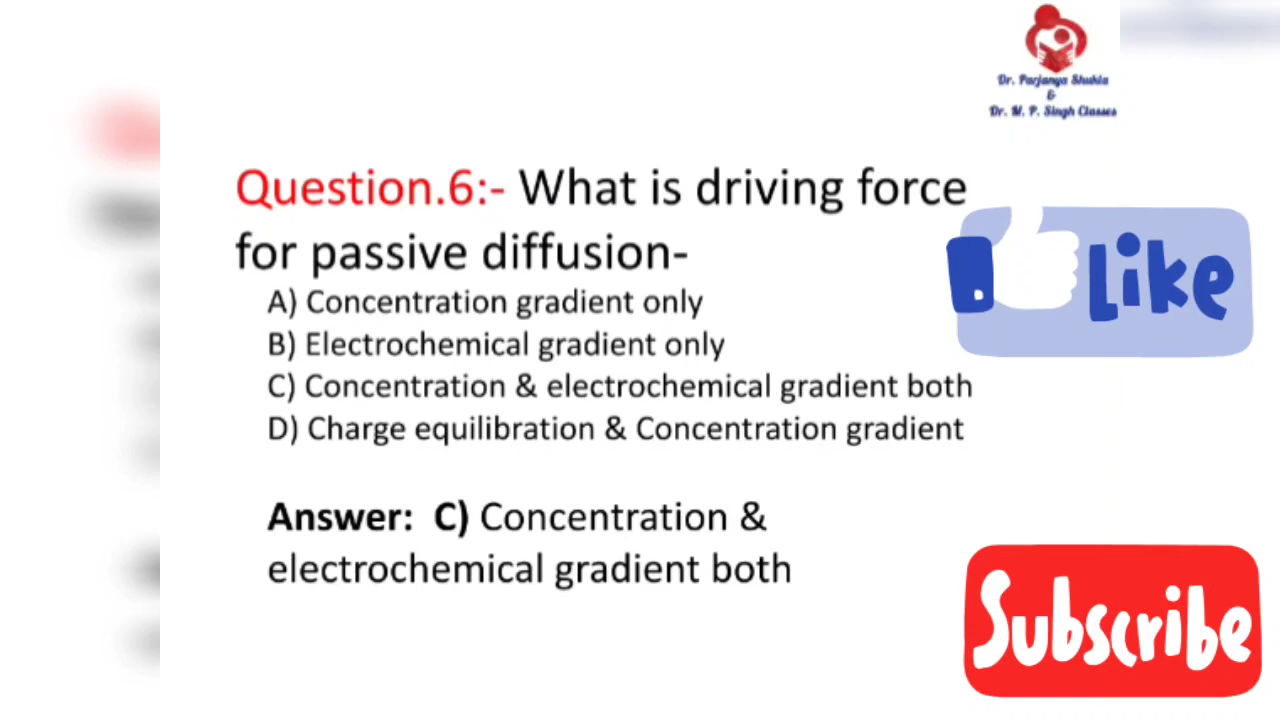 Dr. Parjanya Shukla
&
Dr. M. P. Singh Classes
Question.6:- What is driving force
for passive diffusion-
A) Concentration gradient only
B) Electrochemical gradient only
C) Concentration & electrochemical gradient both
D) Charge equilibration & Concentration gradient
Like
Answer: C) Concentration &
electrochemical gradient both
Subscribe